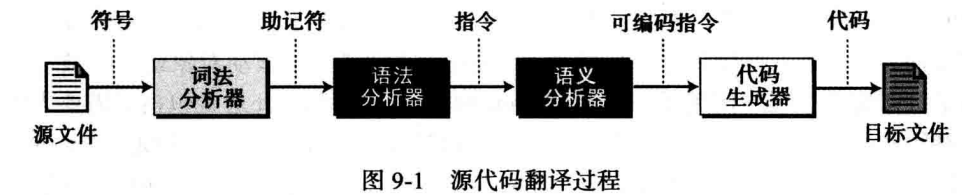 符号 助记符 指令 可编码指令 代码
词法 语法 语义 代码
分析器 分析器 分析器 生成器
源文件 目标文件
图 9-1 源代码翻译过程